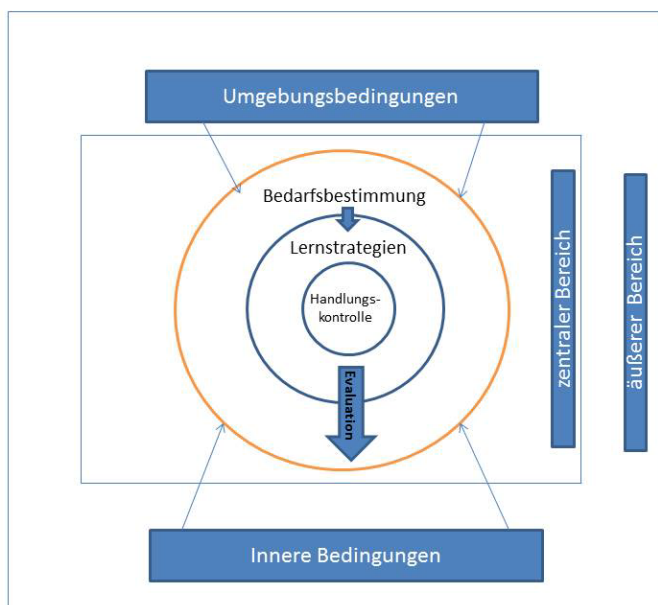 Umgebungsbedingungen
Bedarfsbestimmung
Lernstrategien
Handlungs-
kontrolle
Evaluation
zentraler Bereich
äußerer Bereich
Innere Bedingungen